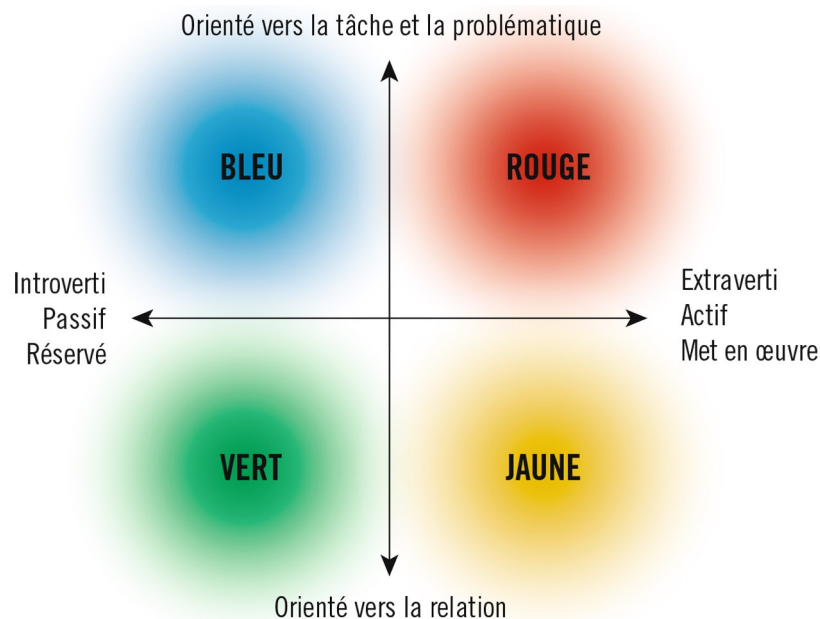 Orienté vers la tâche et la problématique
BLEU
ROUGE
Introverti
Passif
Réservé
Extraverti
Actif
Met en œuvre
VERT
JAUNE
Orienté vers la relation